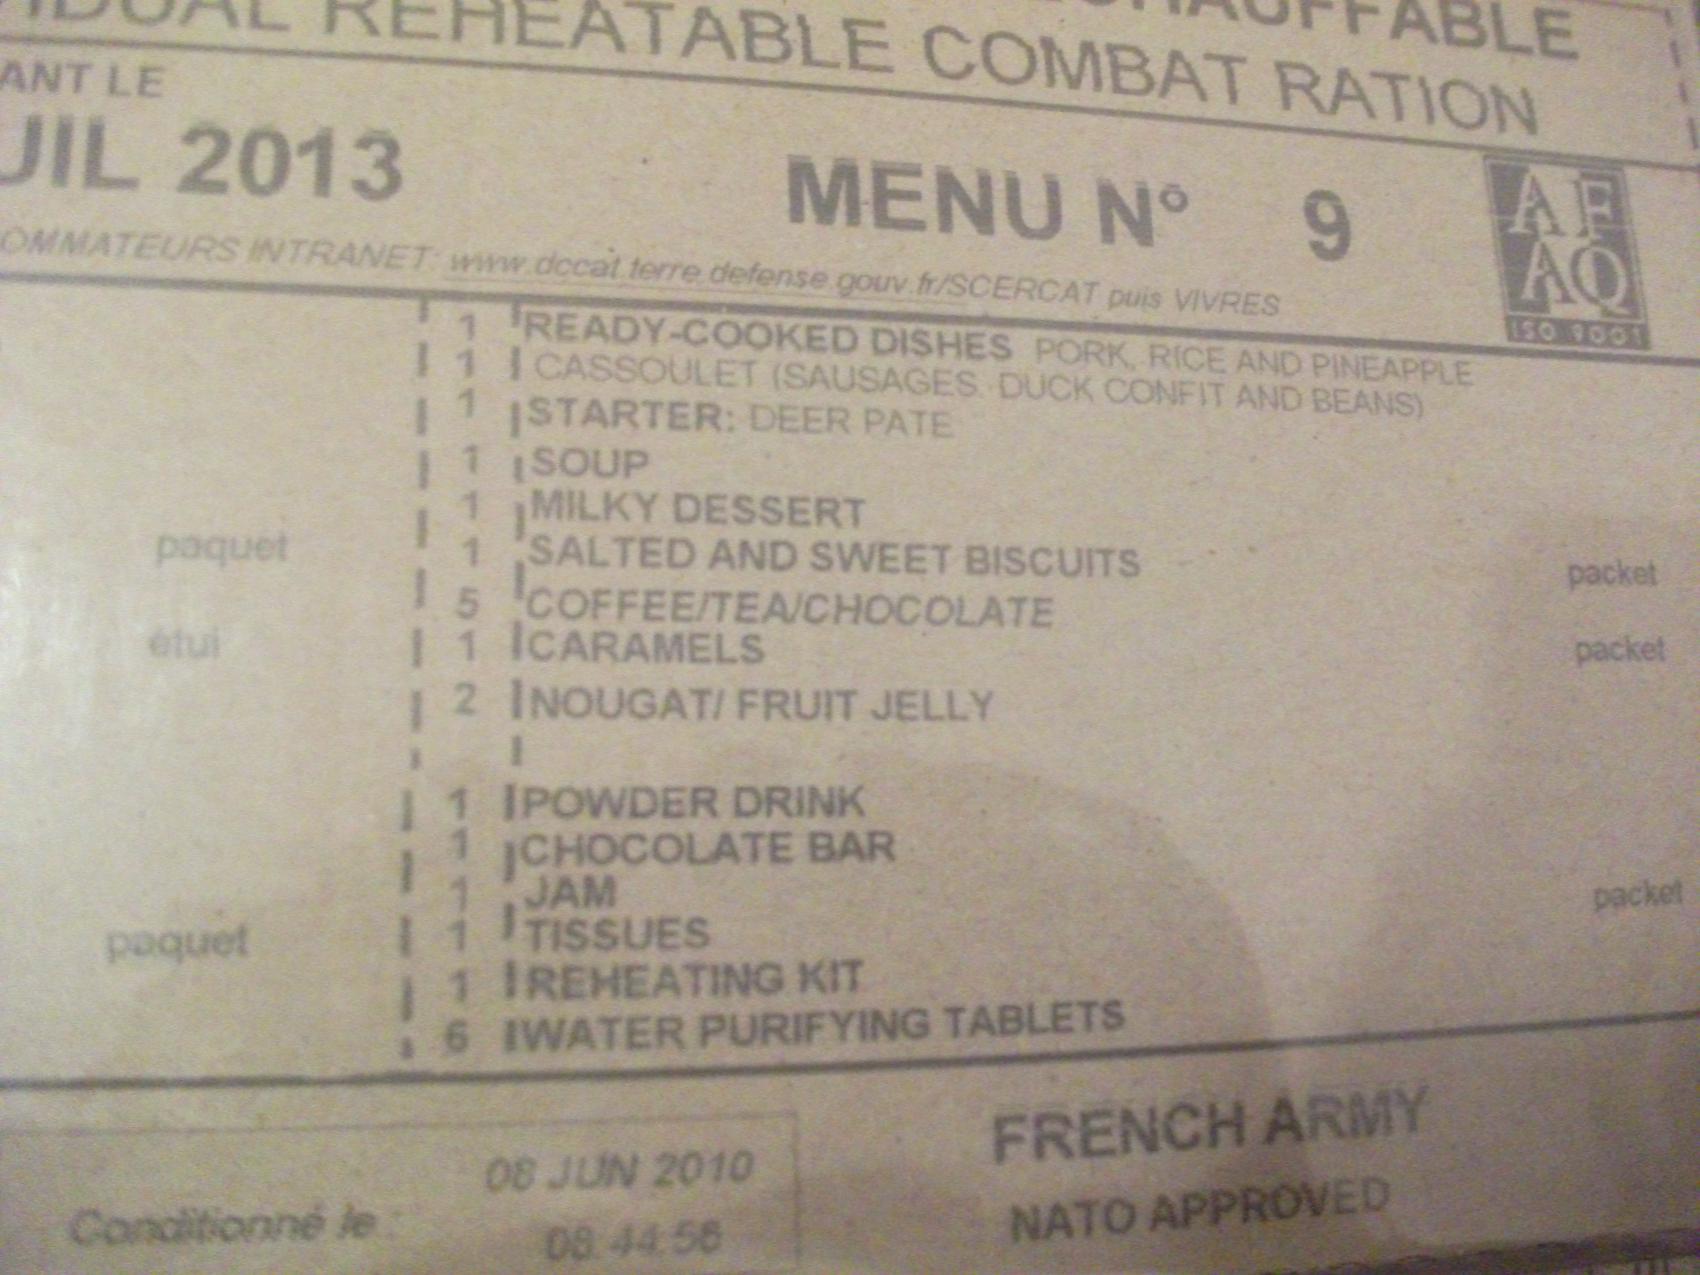 CHAUFFABLE
IDUAL REHEATABLE COMBAT RATION
ANT LE
UIL 2013
MENU N° 9
AFAQ
ISO 9001
OMMATEURS INTRANET: www.dccat.terre.defense.gouv.fr/SCERCAT puis VIVRES
1 READY-COOKED DISHES PORK, RICE AND PINEAPPLE
1 CASSOULET (SAUSAGES. DUCK CONFIT AND BEANS)
1 STARTER: DEER PATE
1 SOUP
1 MILKY DESSERT
paquet 1 SALTED AND SWEET BISCUITS packet
5 COFFEE/TEA/CHOCOLATE
étui 1 CARAMELS packet
2 NOUGAT/ FRUIT JELLY
1 POWDER DRINK
1 CHOCOLATE BAR
1 JAM packet
paquet 1 TISSUES
1 REHEATING KIT
6 WATER PURIFYING TABLETS
FRENCH ARMY
NATO APPROVED
08 JUN 2010
Conditionné le :
08:44:56